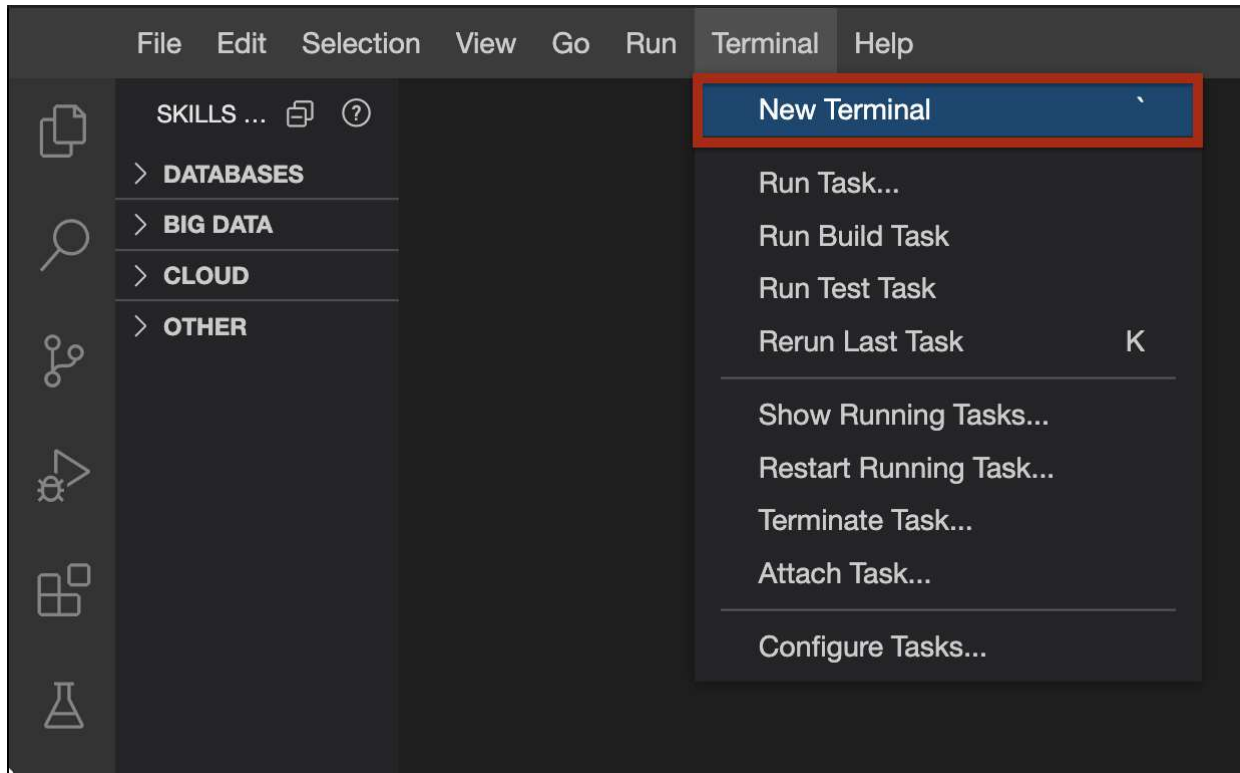 File Edit Selection View Go Run Terminal Help
SKILLS ...
DATABASES
BIG DATA
CLOUD
OTHER
New Terminal `
Run Task...
Run Build Task
Run Test Task
Rerun Last Task K
Show Running Tasks...
Restart Running Task...
Terminate Task...
Attach Task...
Configure Tasks...